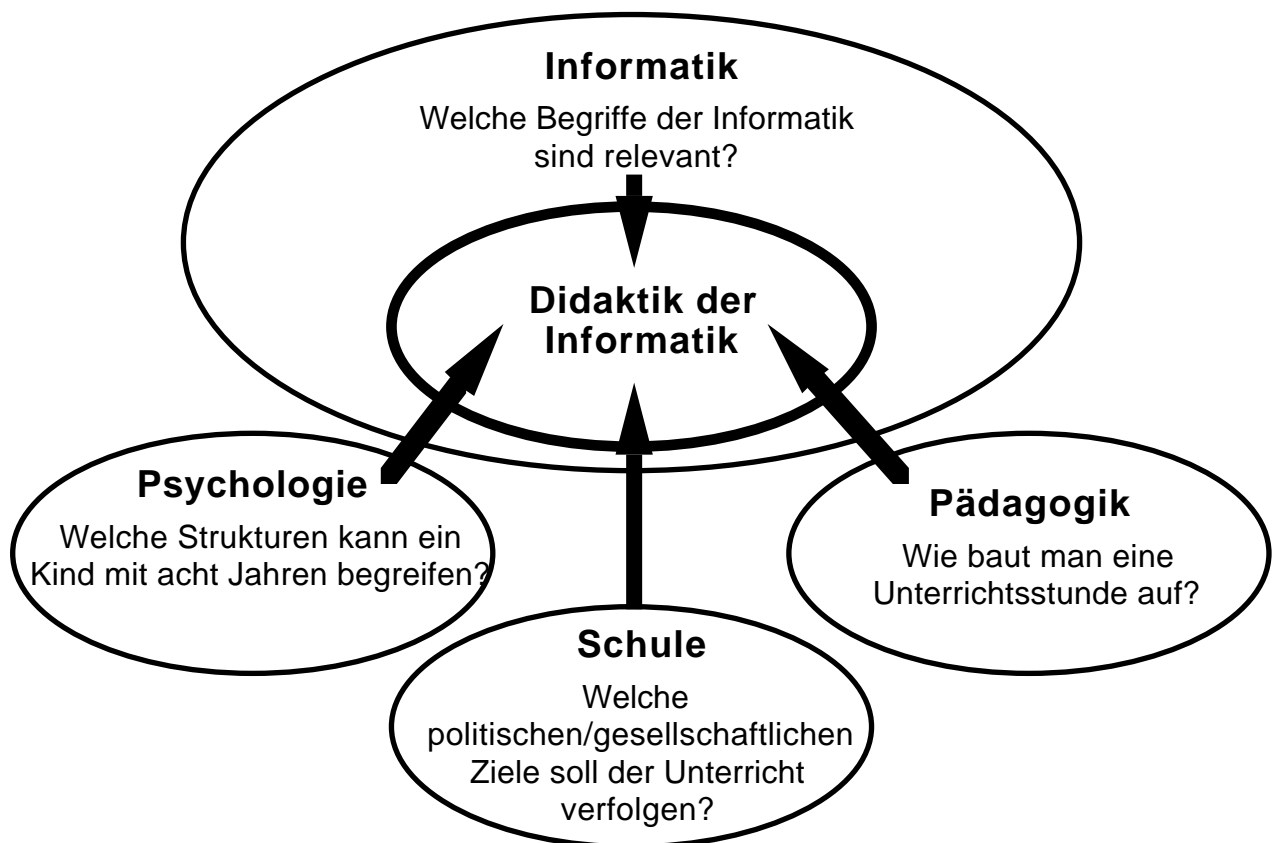 Informatik
Welche Begriffe der Informatik
sind relevant?
Didaktik der
Informatik
Psychologie
Welche Strukturen kann ein
Kind mit acht Jahren begreifen?
Pädagogik
Wie baut man eine
Unterrichtsstunde auf?
Schule
Welche
politischen/gesellschaftlichen
Ziele soll der Unterricht
verfolgen?